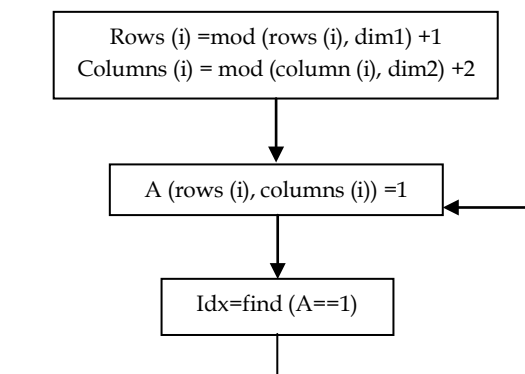 Rows (i) =mod (rows (i), dim1) +1
Columns (i) = mod (column (i), dim2) +2
A (rows (i), columns (i)) =1
Idx=find (A==1)